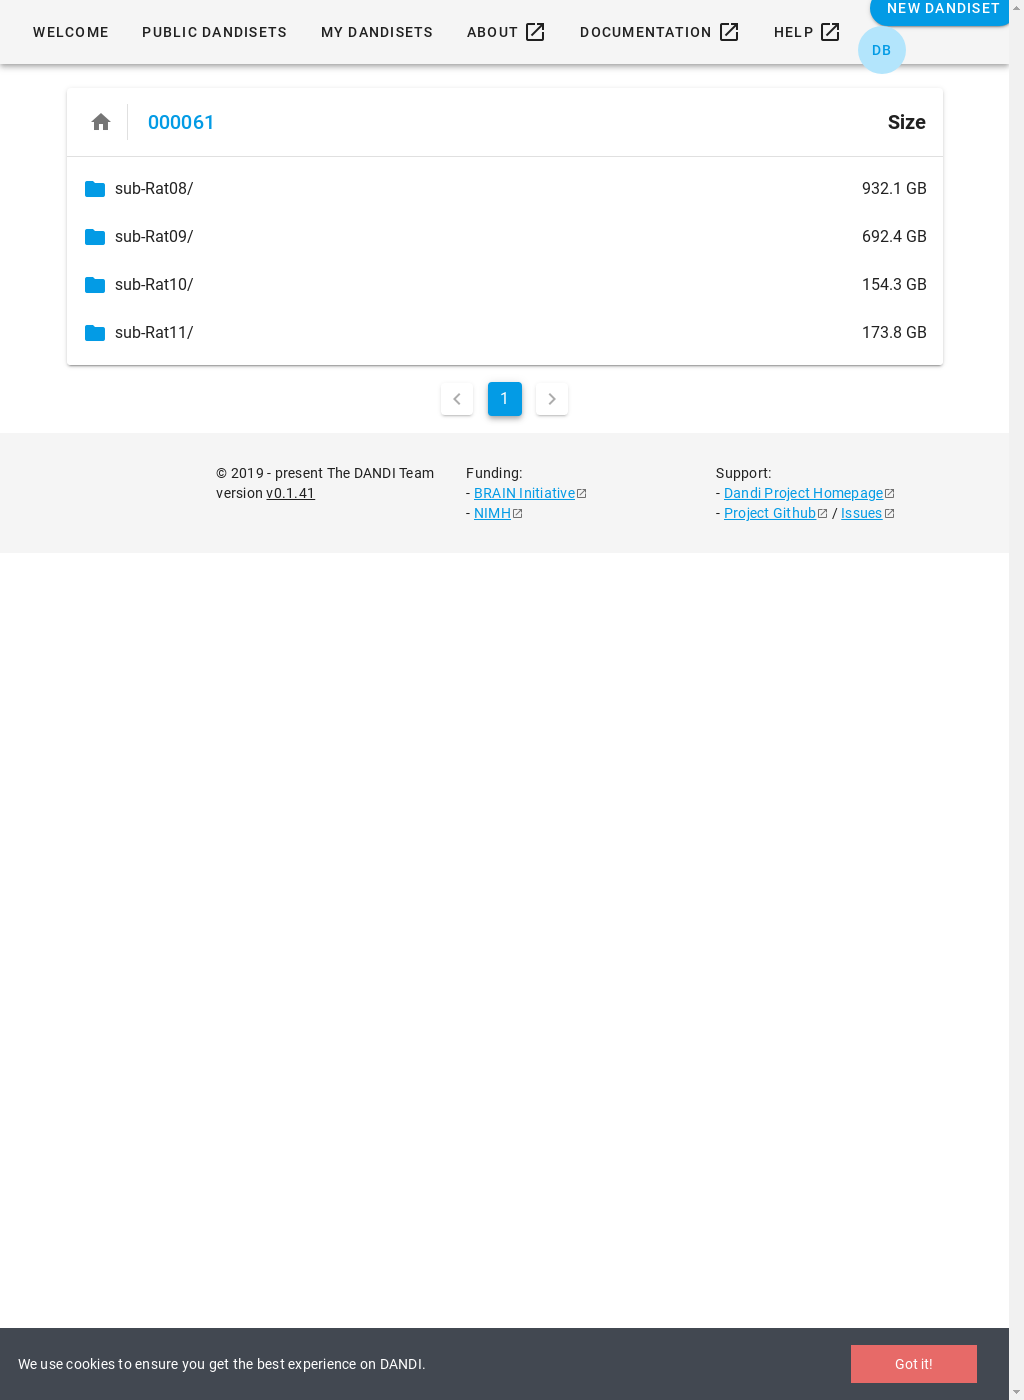 WELCOME PUBLIC DANDISETS MY DANDISETS ABOUT DOCUMENTATION HELP NEW DANDISET
DB
000061 Size
sub-Rat08/ 932.1 GB
sub-Rat09/ 692.4 GB
sub-Rat10/ 154.3 GB
sub-Rat11/ 173.8 GB
1
© 2019 - present The DANDI Team
version v0.1.41
Funding:
- BRAIN Initiative
- NIMH
Support:
- Dandi Project Homepage
- Project Github / Issues
We use cookies to ensure you get the best experience on DANDI. Got it!